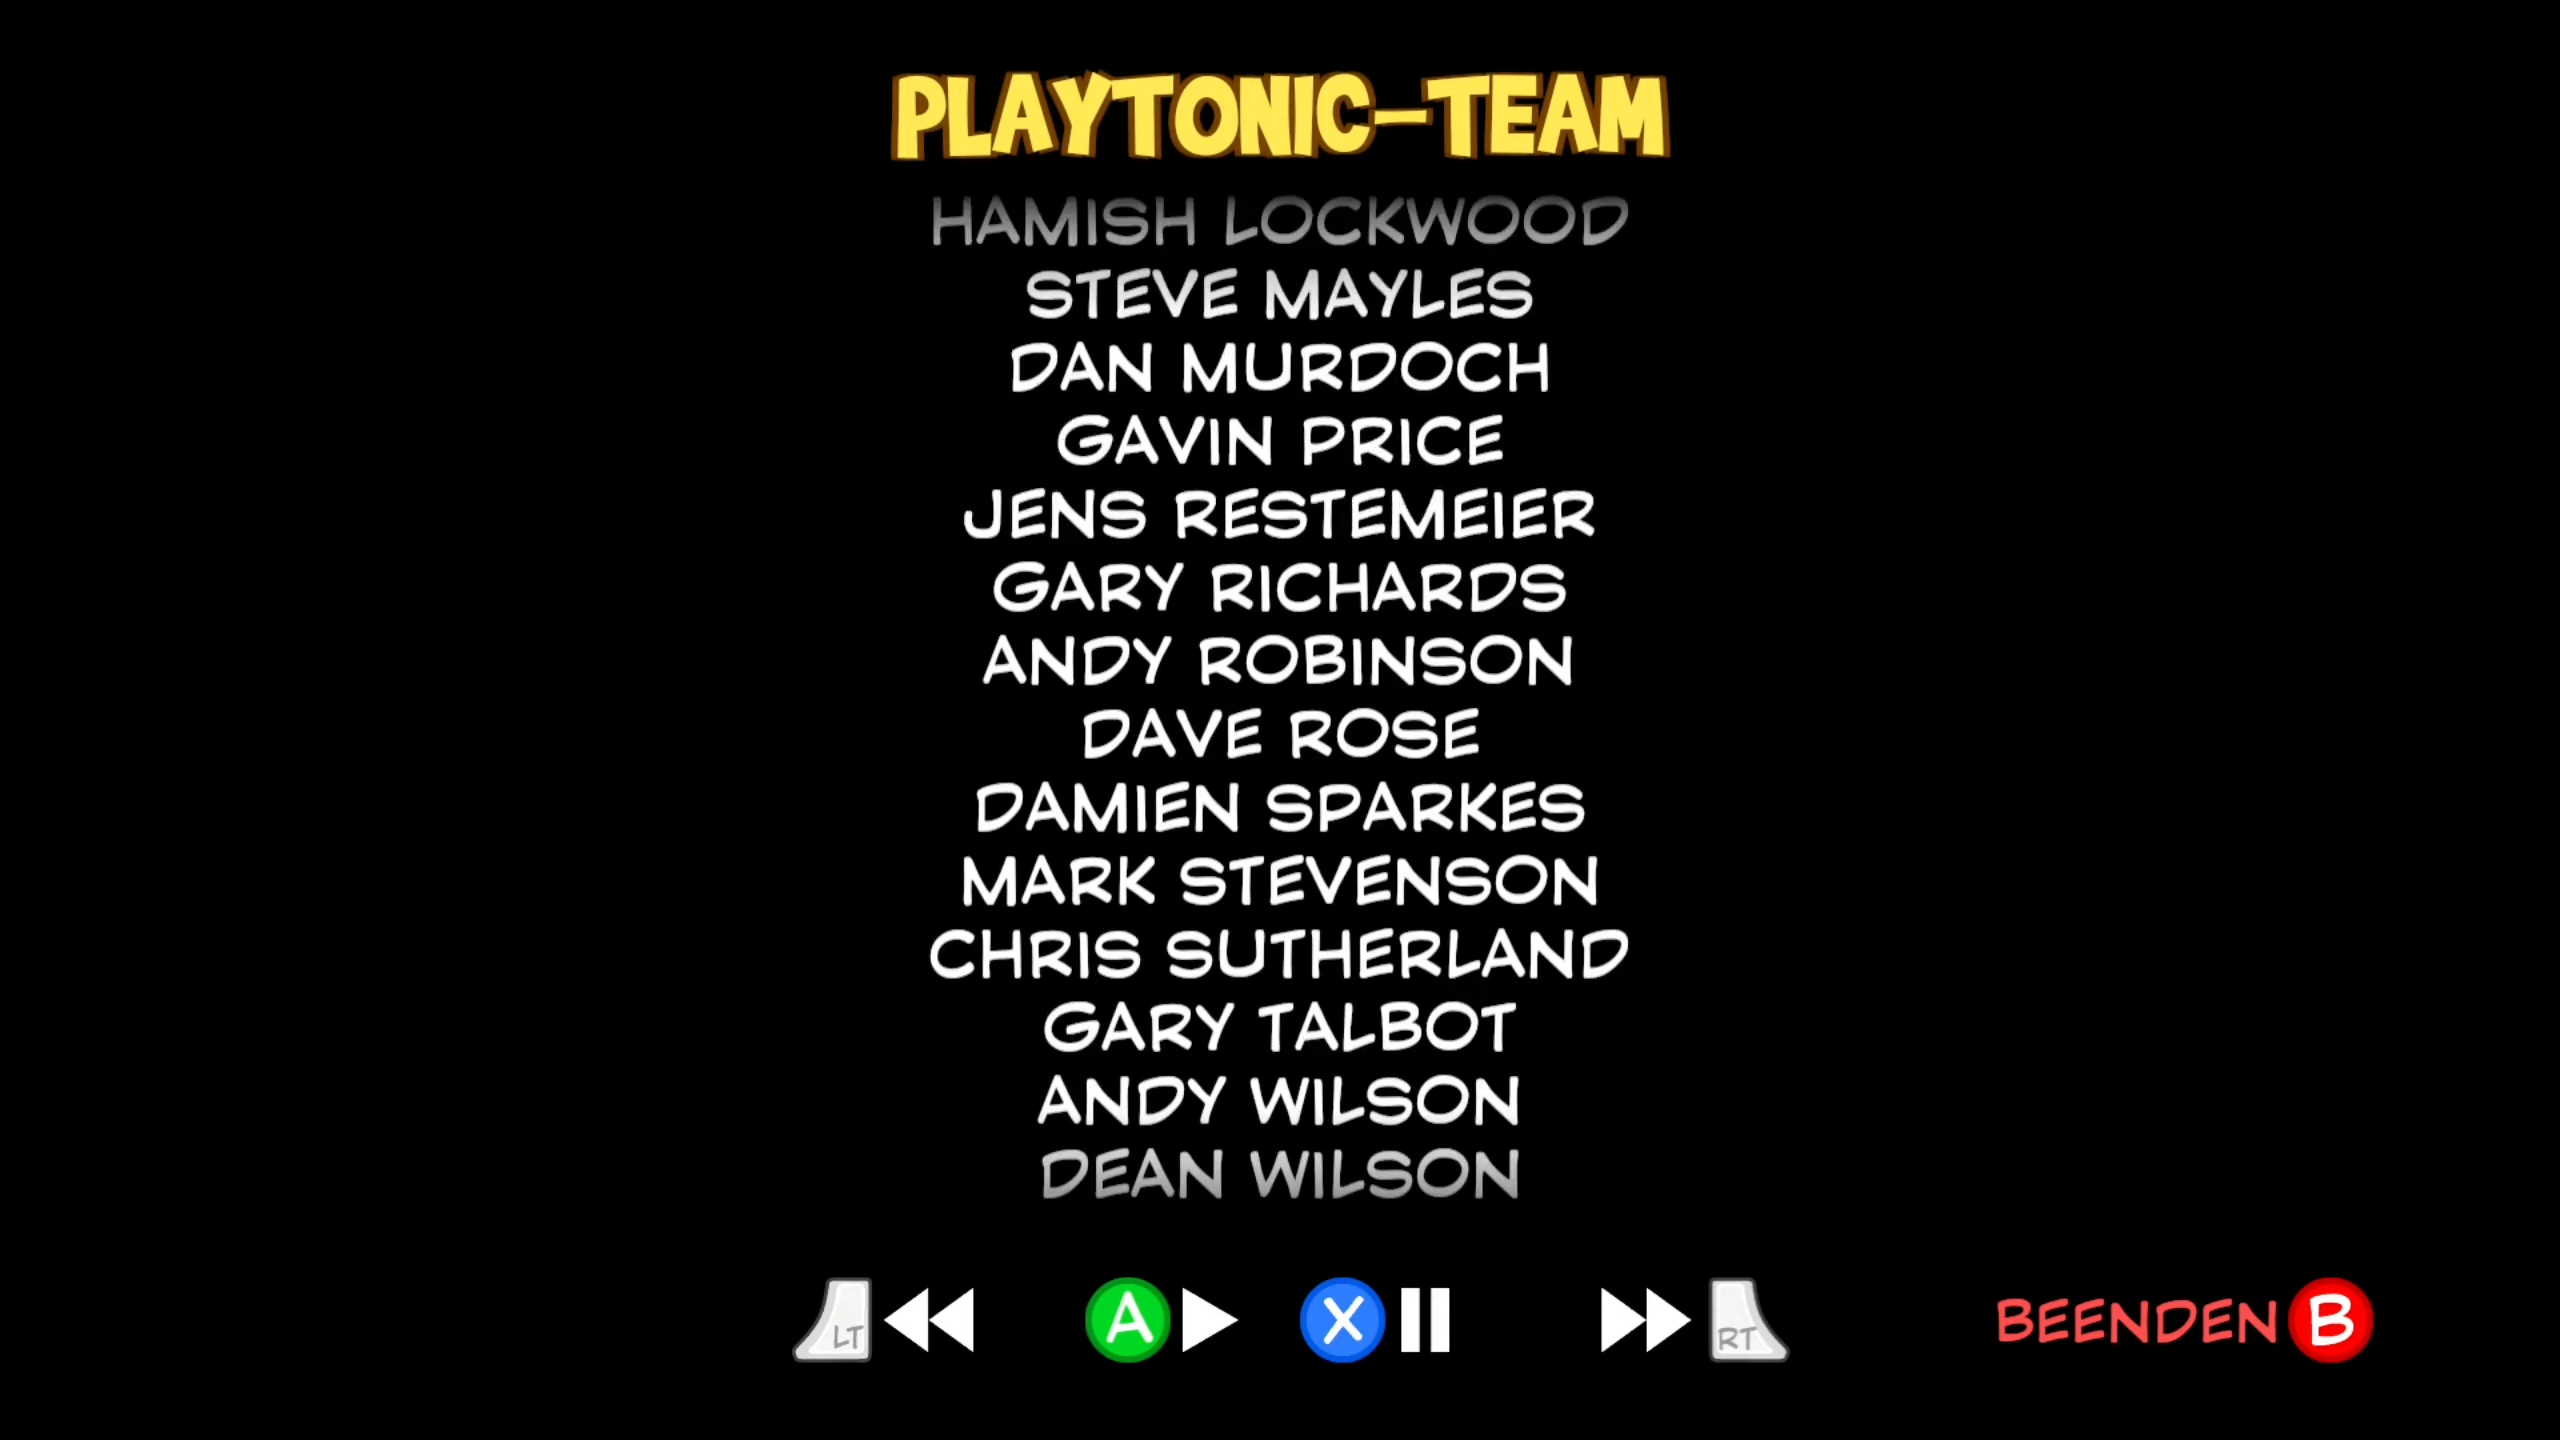 PLAYTONIC-TEAM
HAMISH LOCKWOOD
STEVE MAYLES
DAN MURDOCH
GAVIN PRICE
JENS RESTEMEIER
GARY RICHARDS
ANDY ROBINSON
DAVE ROSE
DAMIEN SPARKES
MARK STEVENSON
CHRIS SUTHERLAND
GARY TALBOT
ANDY WILSON
DEAN WILSON
LT A X RT BEENDEN B